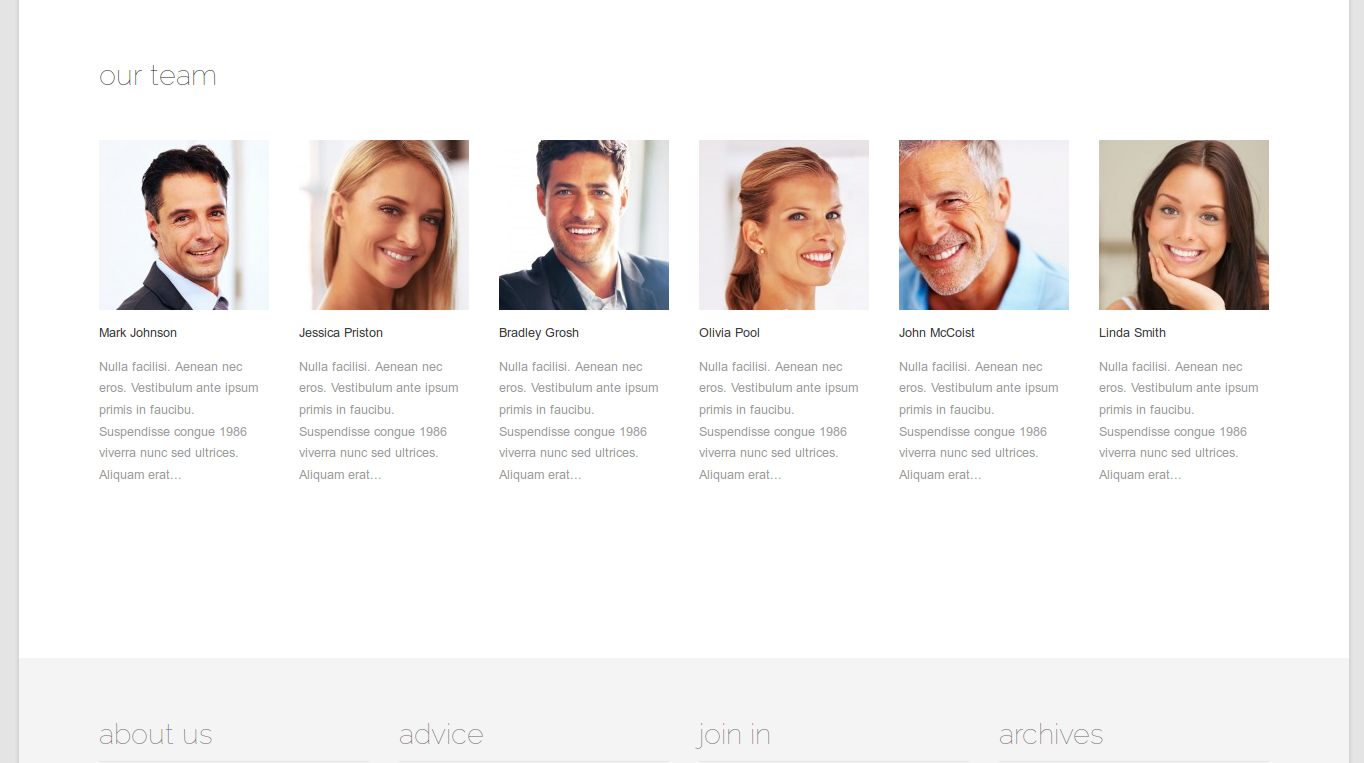 our team
Mark Johnson
Nulla facilisi. Aenean nec
eros. Vestibulum ante ipsum
primis in faucibu.
Suspendisse congue 1986
viverra nunc sed ultrices.
Aliquam erat...
Jessica Priston
Nulla facilisi. Aenean nec
eros. Vestibulum ante ipsum
primis in faucibu.
Suspendisse congue 1986
viverra nunc sed ultrices.
Aliquam erat...
Bradley Grosh
Nulla facilisi. Aenean nec
eros. Vestibulum ante ipsum
primis in faucibu.
Suspendisse congue 1986
viverra nunc sed ultrices.
Aliquam erat...
Olivia Pool
Nulla facilisi. Aenean nec
eros. Vestibulum ante ipsum
primis in faucibu.
Suspendisse congue 1986
viverra nunc sed ultrices.
Aliquam erat...
John McCoist
Nulla facilisi. Aenean nec
eros. Vestibulum ante ipsum
primis in faucibu.
Suspendisse congue 1986
viverra nunc sed ultrices.
Aliquam erat...
Linda Smith
Nulla facilisi. Aenean nec
eros. Vestibulum ante ipsum
primis in faucibu.
Suspendisse congue 1986
viverra nunc sed ultrices.
Aliquam erat...
about us
advice
join in
archives